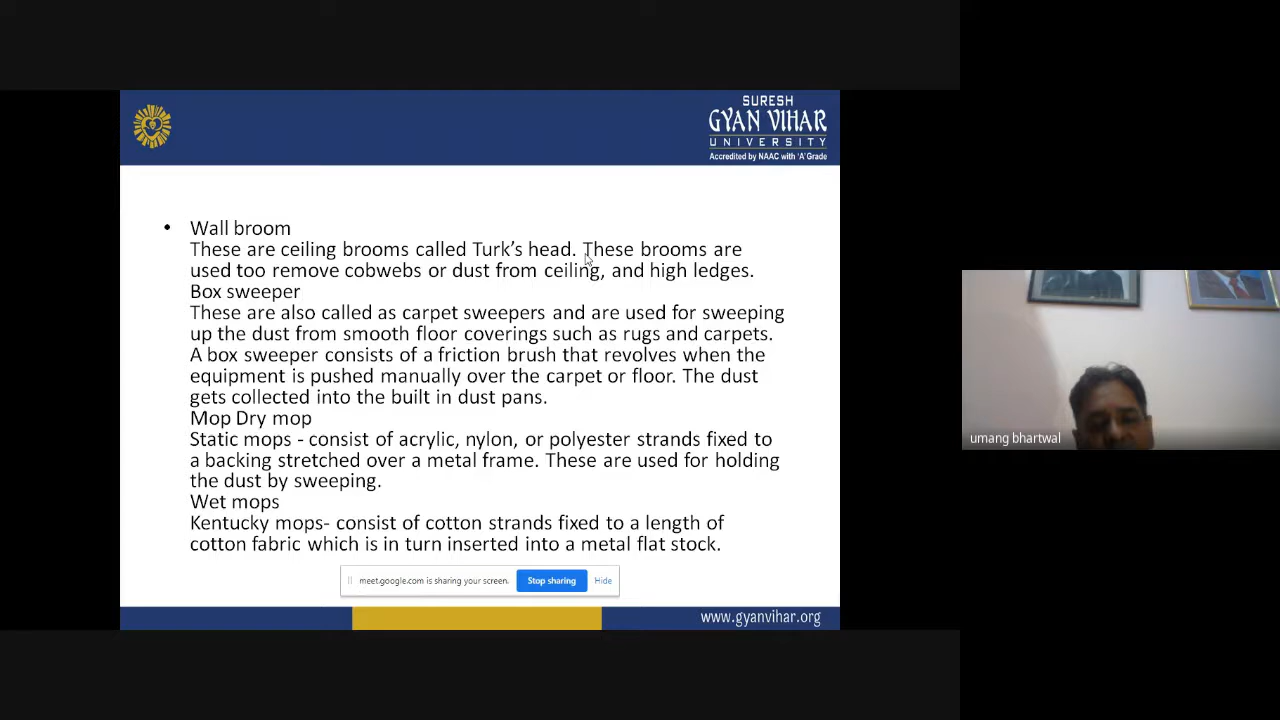 SURESH
GYAN VIHAR
UNIVERSITY
Accredited by NAAC with 'A' Grade
• Wall broom
These are ceiling brooms called Turk's head. These brooms are
used too remove cobwebs or dust from ceiling, and high ledges.
Box sweeper
These are also called as carpet sweepers and are used for sweeping
up the dust from smooth floor coverings such as rugs and carpets.
A box sweeper consists of a friction brush that revolves when the
equipment is pushed manually over the carpet or floor. The dust
gets collected into the built in dust pans.
Mop Dry mop
Static mops - consist of acrylic, nylon, or polyester strands fixed to
a backing stretched over a metal frame. These are used for holding
the dust by sweeping.
Wet mops
Kentucky mops- consist of cotton strands fixed to a length of
cotton fabric which is in turn inserted into a metal flat stock.
meet.google.com is sharing your screen. Stop sharing Hide
www.gyanvihar.org
umang bhartwal